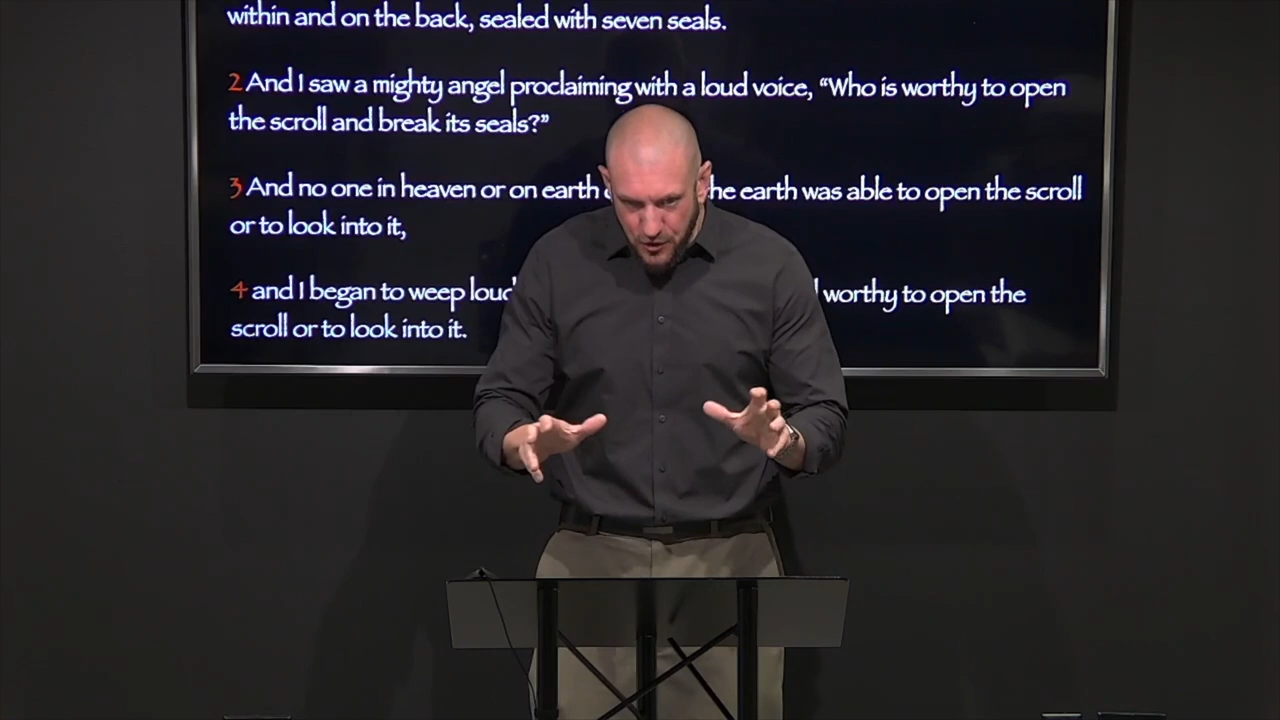 within and on the back, sealed with seven seals.
2 And I saw a mighty angel proclaiming with a loud voice, “Who is worthy to open
the scroll and break its seals?”
3 And no one in heaven or on earth he earth was able to open the scroll
or to look into it,
4 and I began to weep loud worthy to open the
scroll or to look into it.